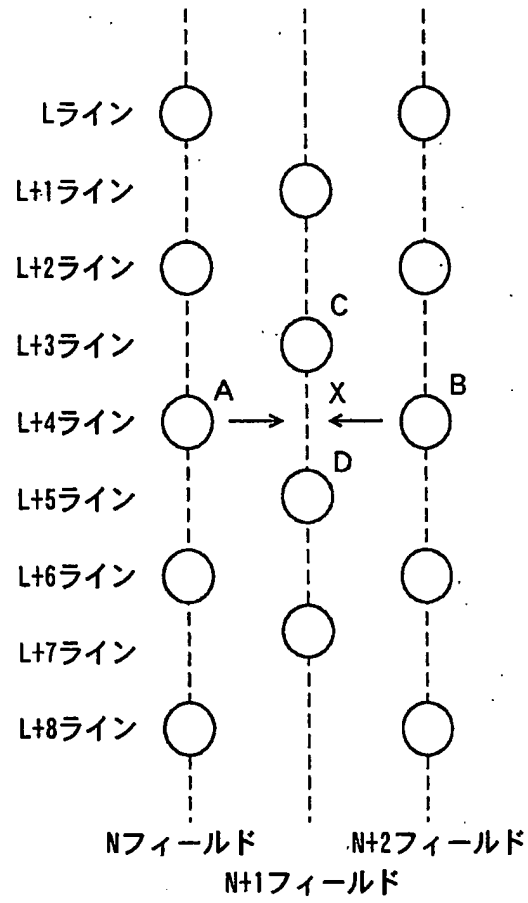 Lライン
L+1ライン
L+2ライン
C
L+3ライン
A
X
B
L+4ライン
D
L+5ライン
L+6ライン
L+7ライン
L+8ライン
Nフィールド
N+2フィールド
N+1フィールド